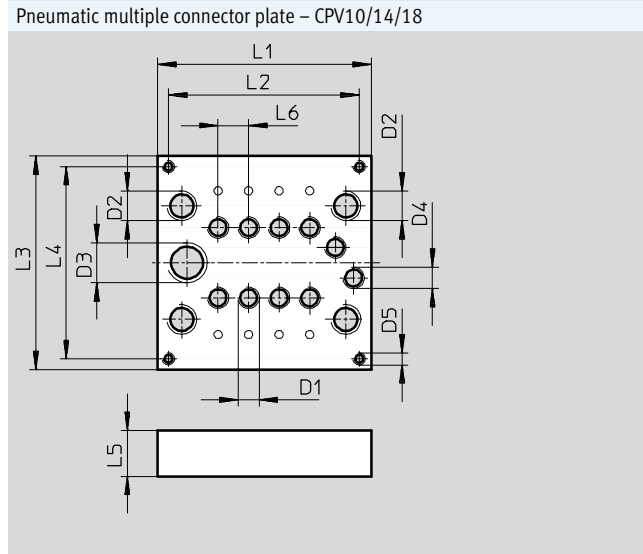 Pneumatic multiple connector plate – CPV10/14/18
L1
L2
L6
D2
D2
D4
L3
L4
D3
D5
D1
L5